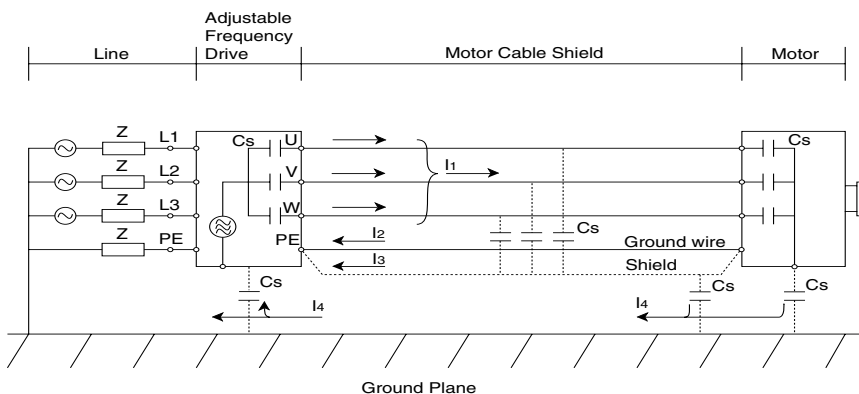 Adjustable
Frequency
Drive
Line
Motor Cable Shield
Motor
Z
L1
Cs
U
Cs
I1
Z
L2
V
Z
L3
W
Z
PE
PE
I2
Cs
Ground wire
I3
Shield
Cs
Cs
Cs
I4
I4
Ground Plane